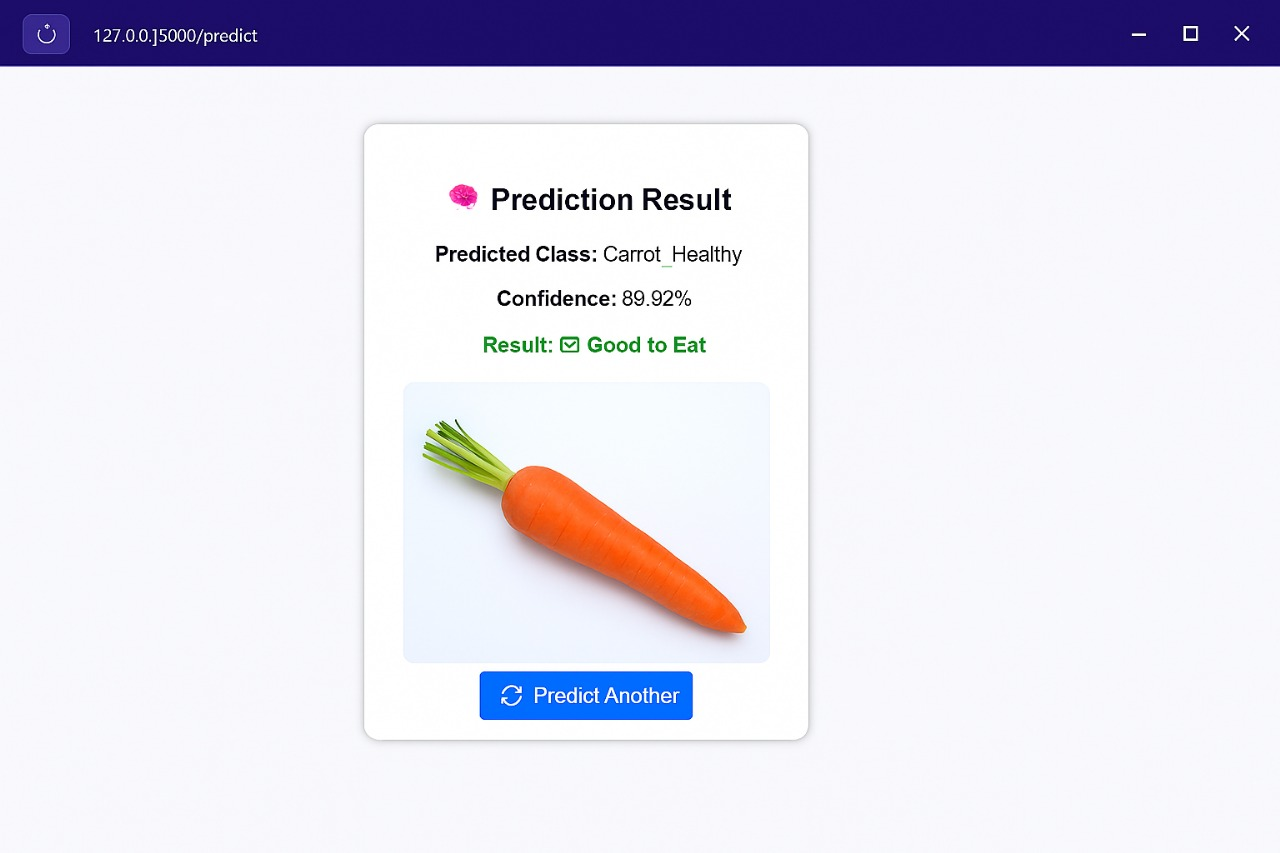 127.0.0.]5000/predict
Prediction Result
Predicted Class: Carrot_Healthy
Confidence: 89.92%
Result: Good to Eat
Predict Another